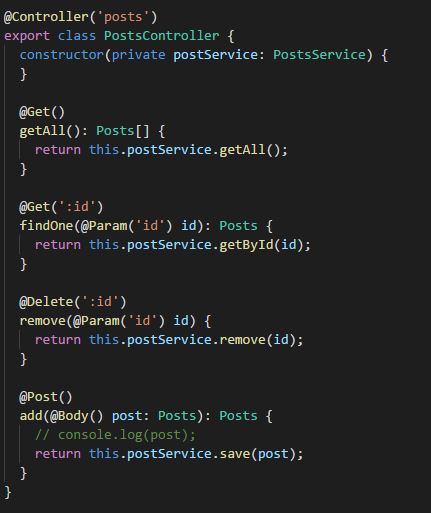 @Controller('posts')
export class PostsController {
  constructor(private postService: PostsService) {
  }

  @Get()
  getAll(): Posts[] {
    return this.postService.getAll();
  }

  @Get(':id')
  findOne(@Param('id') id): Posts {
    return this.postService.getById(id);
  }

  @Delete(':id')
  remove(@Param('id') id) {
    return this.postService.remove(id);
  }

  @Post()
  add(@Body() post: Posts): Posts {
    // console.log(post);
    return this.postService.save(post);
  }
}